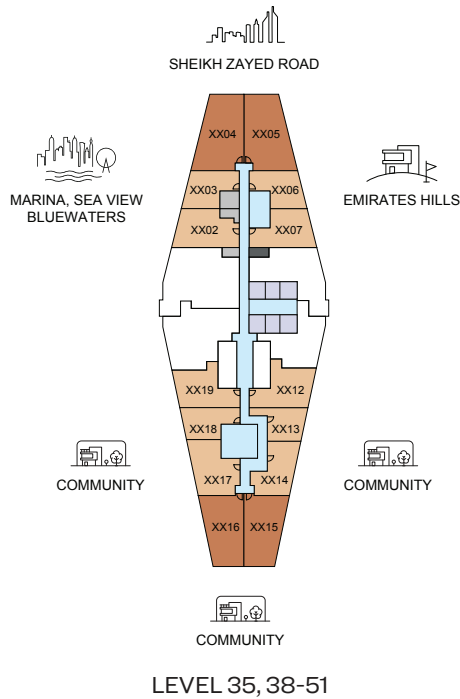 SHEIKH ZAYED ROAD
XX04 XX05
MARINA, SEA VIEW
BLUEWATERS
XX03 XX06
EMIRATES HILLS
XX02 XX07
XX19 XX12
XX18 XX13
XX17 XX14
COMMUNITY
COMMUNITY
XX16 XX15
COMMUNITY
LEVEL 35, 38-51